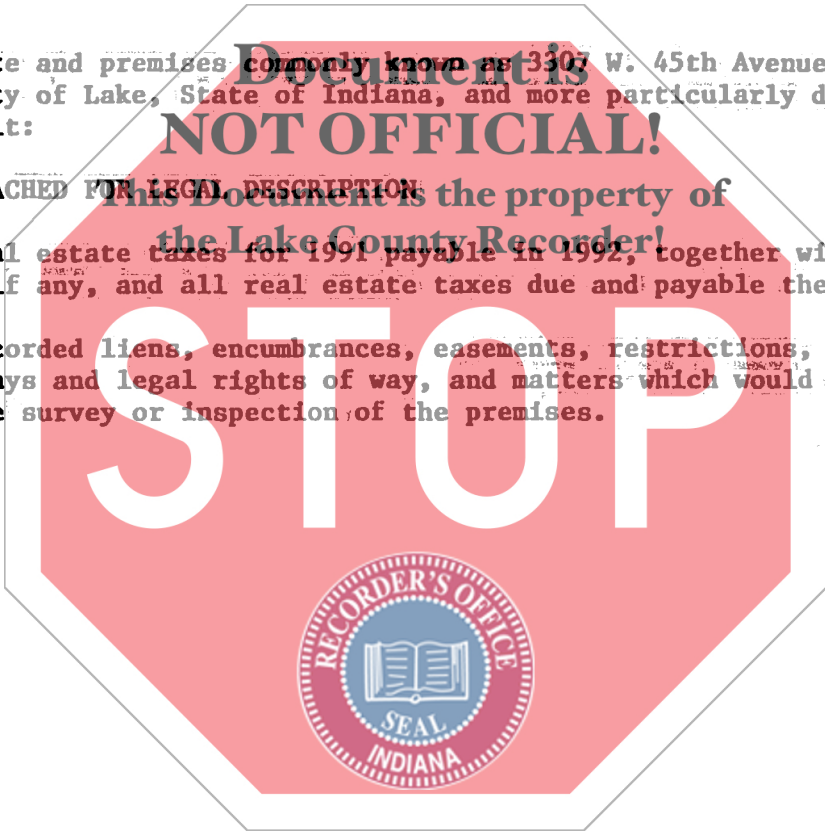 e and premises commonly known as 3307 W. 45th Avenue
y of Lake, State of Indiana, and more particularly d
t:
ACHED FOR LEGAL DESCRIPTION
al estate taxes for 1991 payable in 1992, together wi
if any, and all real estate taxes due and payable the
corded liens, encumbrances, easements, restrictions,
ays and legal rights of way, and matters which would
e survey or inspection of the premises.
Document is
NOT OFFICIAL!
This Document is the property of
the Lake County Recorder!
STOP
RECORDER'S OFFICE
SEAL
INDIANA